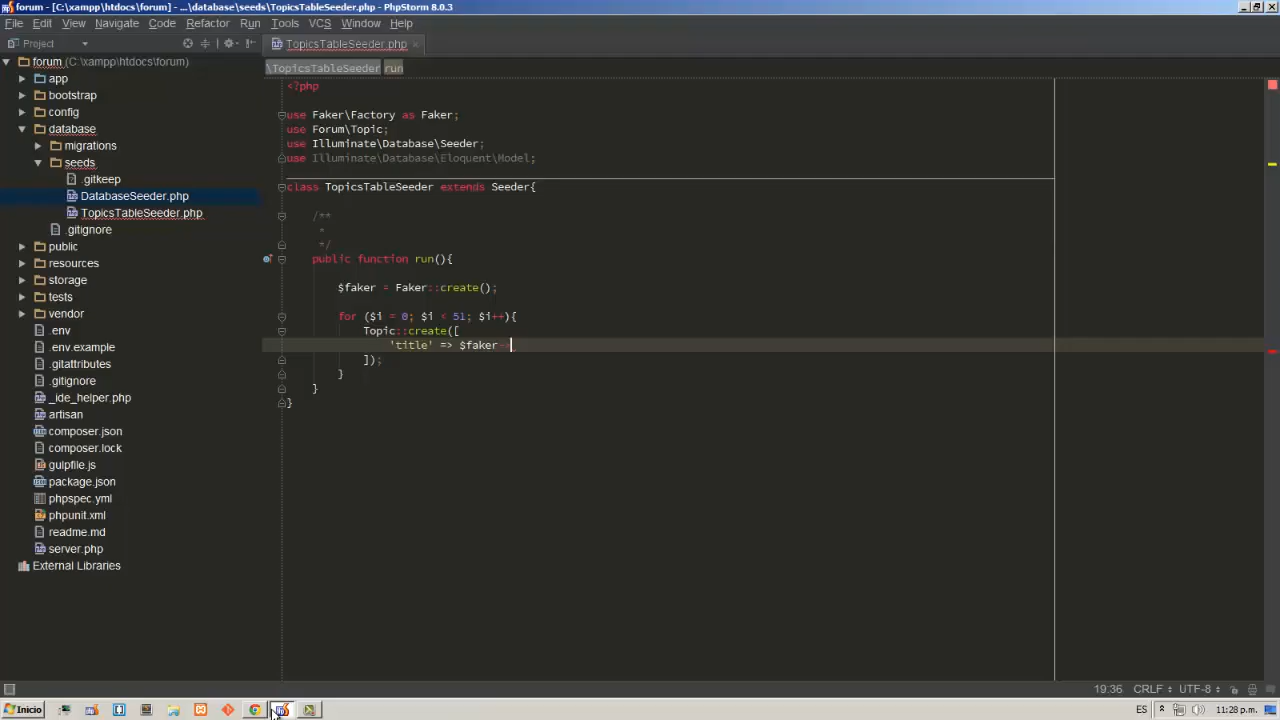 forum - [C:\xampp\htdocs\forum] - ...\database\seeds\TopicsTableSeeder.php - PhpStorm 8.0.3
File Edit View Navigate Code Refactor Run Tools VCS Window Help
Project
TopicsTableSeeder.php
\TopicsTableSeeder run
forum (C:\xampp\htdocs\forum)
app
bootstrap
config
database
migrations
seeds
.gitkeep
DatabaseSeeder.php
TopicsTableSeeder.php
.gitignore
public
resources
storage
tests
vendor
.env
.env.example
.gitattributes
.gitignore
_ide_helper.php
artisan
composer.json
composer.lock
gulpfile.js
package.json
phpspec.yml
phpunit.xml
readme.md
server.php
External Libraries
<?php
use Faker\Factory as Faker;
use Forum\Topic;
use Illuminate\Database\Seeder;
use Illuminate\Database\Eloquent\Model;
class TopicsTableSeeder extends Seeder{
/**
*
*/
public function run(){
$faker = Faker::create();
for ($i = 0; $i < 51; $i++){
Topic::create([
'title' => $faker
]);
}
}
}
19:36 CRLF UTF-8
Inicio
ES 11:28 p.m.